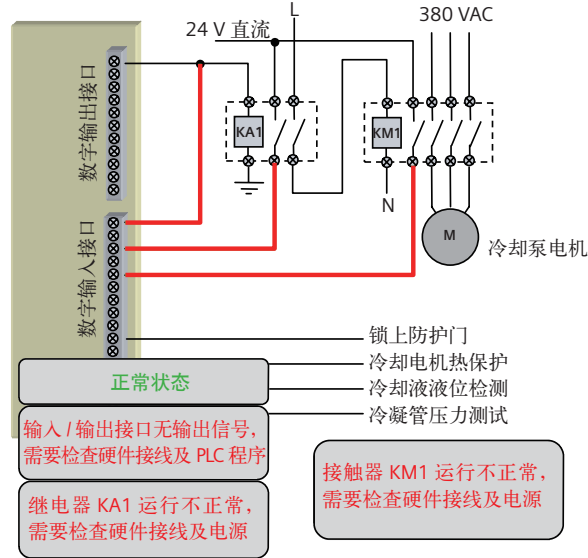 L
24 V 直流
380 VAC
数字输出接口
KA1
KM1
N
M
冷却泵电机
数字输入接口
锁上防护门
冷却电机热保护
冷却液液位检测
冷凝管压力测试
正常状态
输入 / 输出接口无输出信号,
需要检查硬件接线及 PLC 程序
继电器 KA1 运行不正常,
需要检查硬件接线及电源
接触器 KM1 运行不正常,
需要检查硬件接线及电源